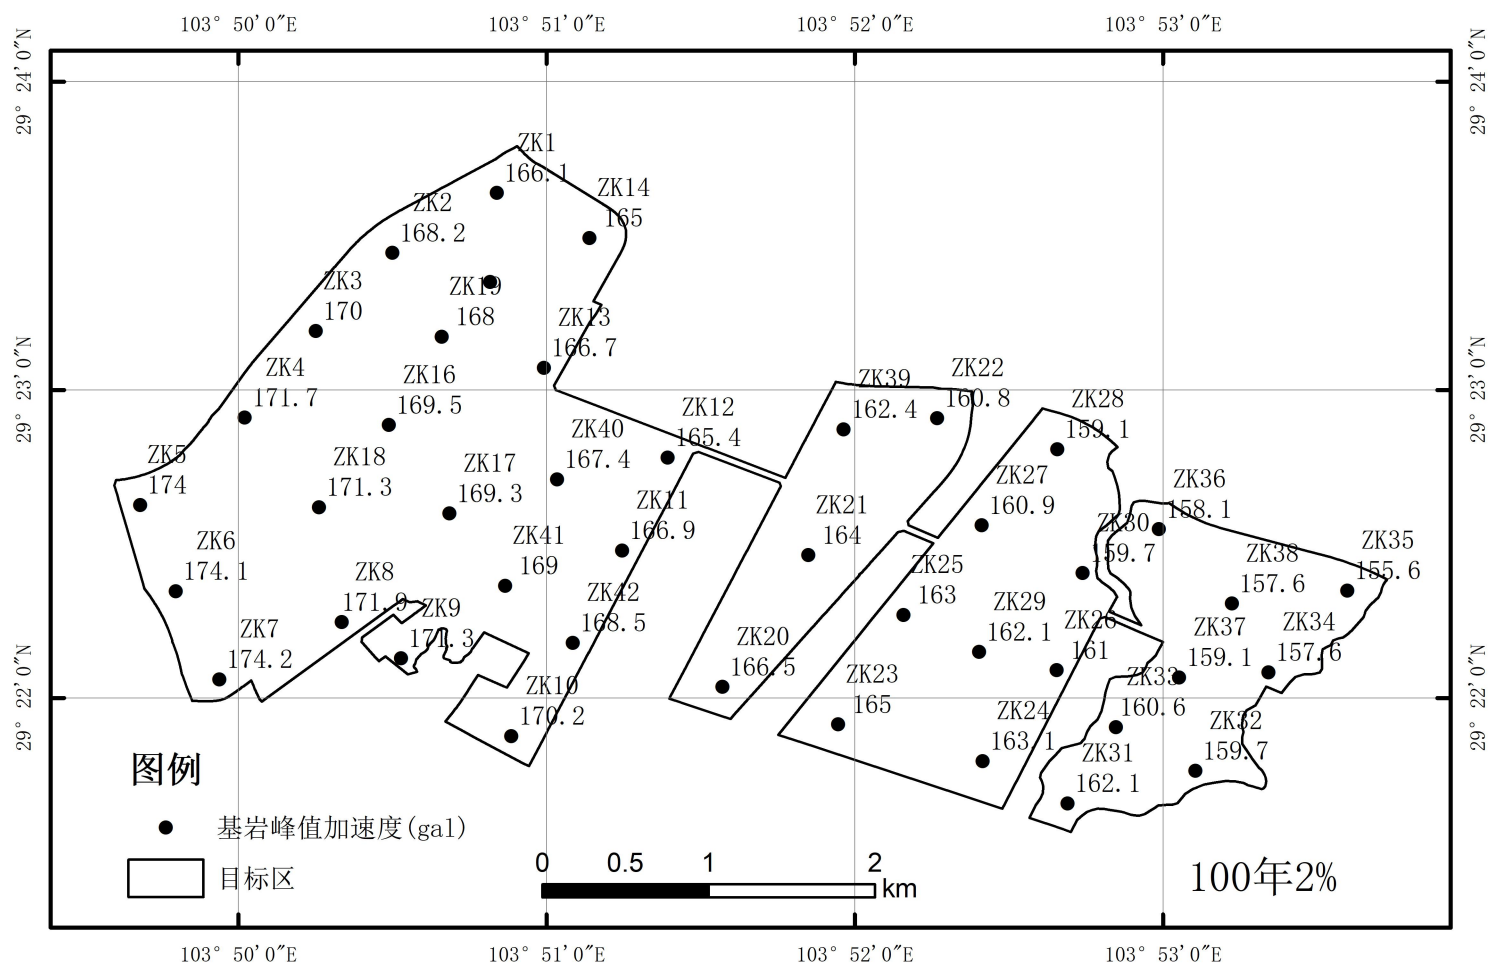 103° 50′0″E
103° 51′0″E
103° 52′0″E
103° 53′0″E
29° 24′0″N
29° 24′0″N
ZK1
166.1
ZK14
165
ZK2
168.2
ZK3
170
ZK19
168
ZK13
166.7
29° 23′0″N
29° 23′0″N
ZK4
171.7
ZK16
169.5
ZK39
162.4
ZK22
160.8
ZK28
159.1
ZK12
165.4
ZK40
167.4
ZK5
174
ZK18
171.3
ZK17
169.3
ZK27
160.9
ZK36
158.1
ZK11
166.9
ZK21
164
ZK30
159.7
ZK6
174.1
ZK41
169
ZK38
157.6
ZK35
155.6
ZK8
171.9
ZK25
163
ZK42
168.5
ZK9
171.3
ZK29
162.1
ZK26
161
ZK37
159.1
ZK34
157.6
ZK7
174.2
ZK20
166.5
29° 22′0″N
29° 22′0″N
ZK23
165
ZK33
160.6
ZK10
170.2
ZK24
163.1
ZK32
159.7
ZK31
162.1
图例
基岩峰值加速度(gal)
目标区
0 0.5 1 2
km
100年2%
103° 50′0″E
103° 51′0″E
103° 52′0″E
103° 53′0″E